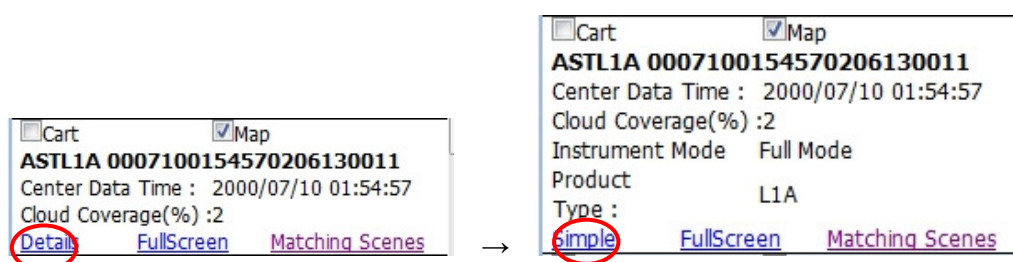 Cart Map
ASTL1A 0007100154570206130011
Center Data Time : 2000/07/10 01:54:57
Cloud Coverage(%) :2
Details FullScreen Matching Scenes
→
Cart Map
ASTL1A 0007100154570206130011
Center Data Time : 2000/07/10 01:54:57
Cloud Coverage(%) :2
Instrument Mode Full Mode
Product
Type : L1A
Simple FullScreen Matching Scenes